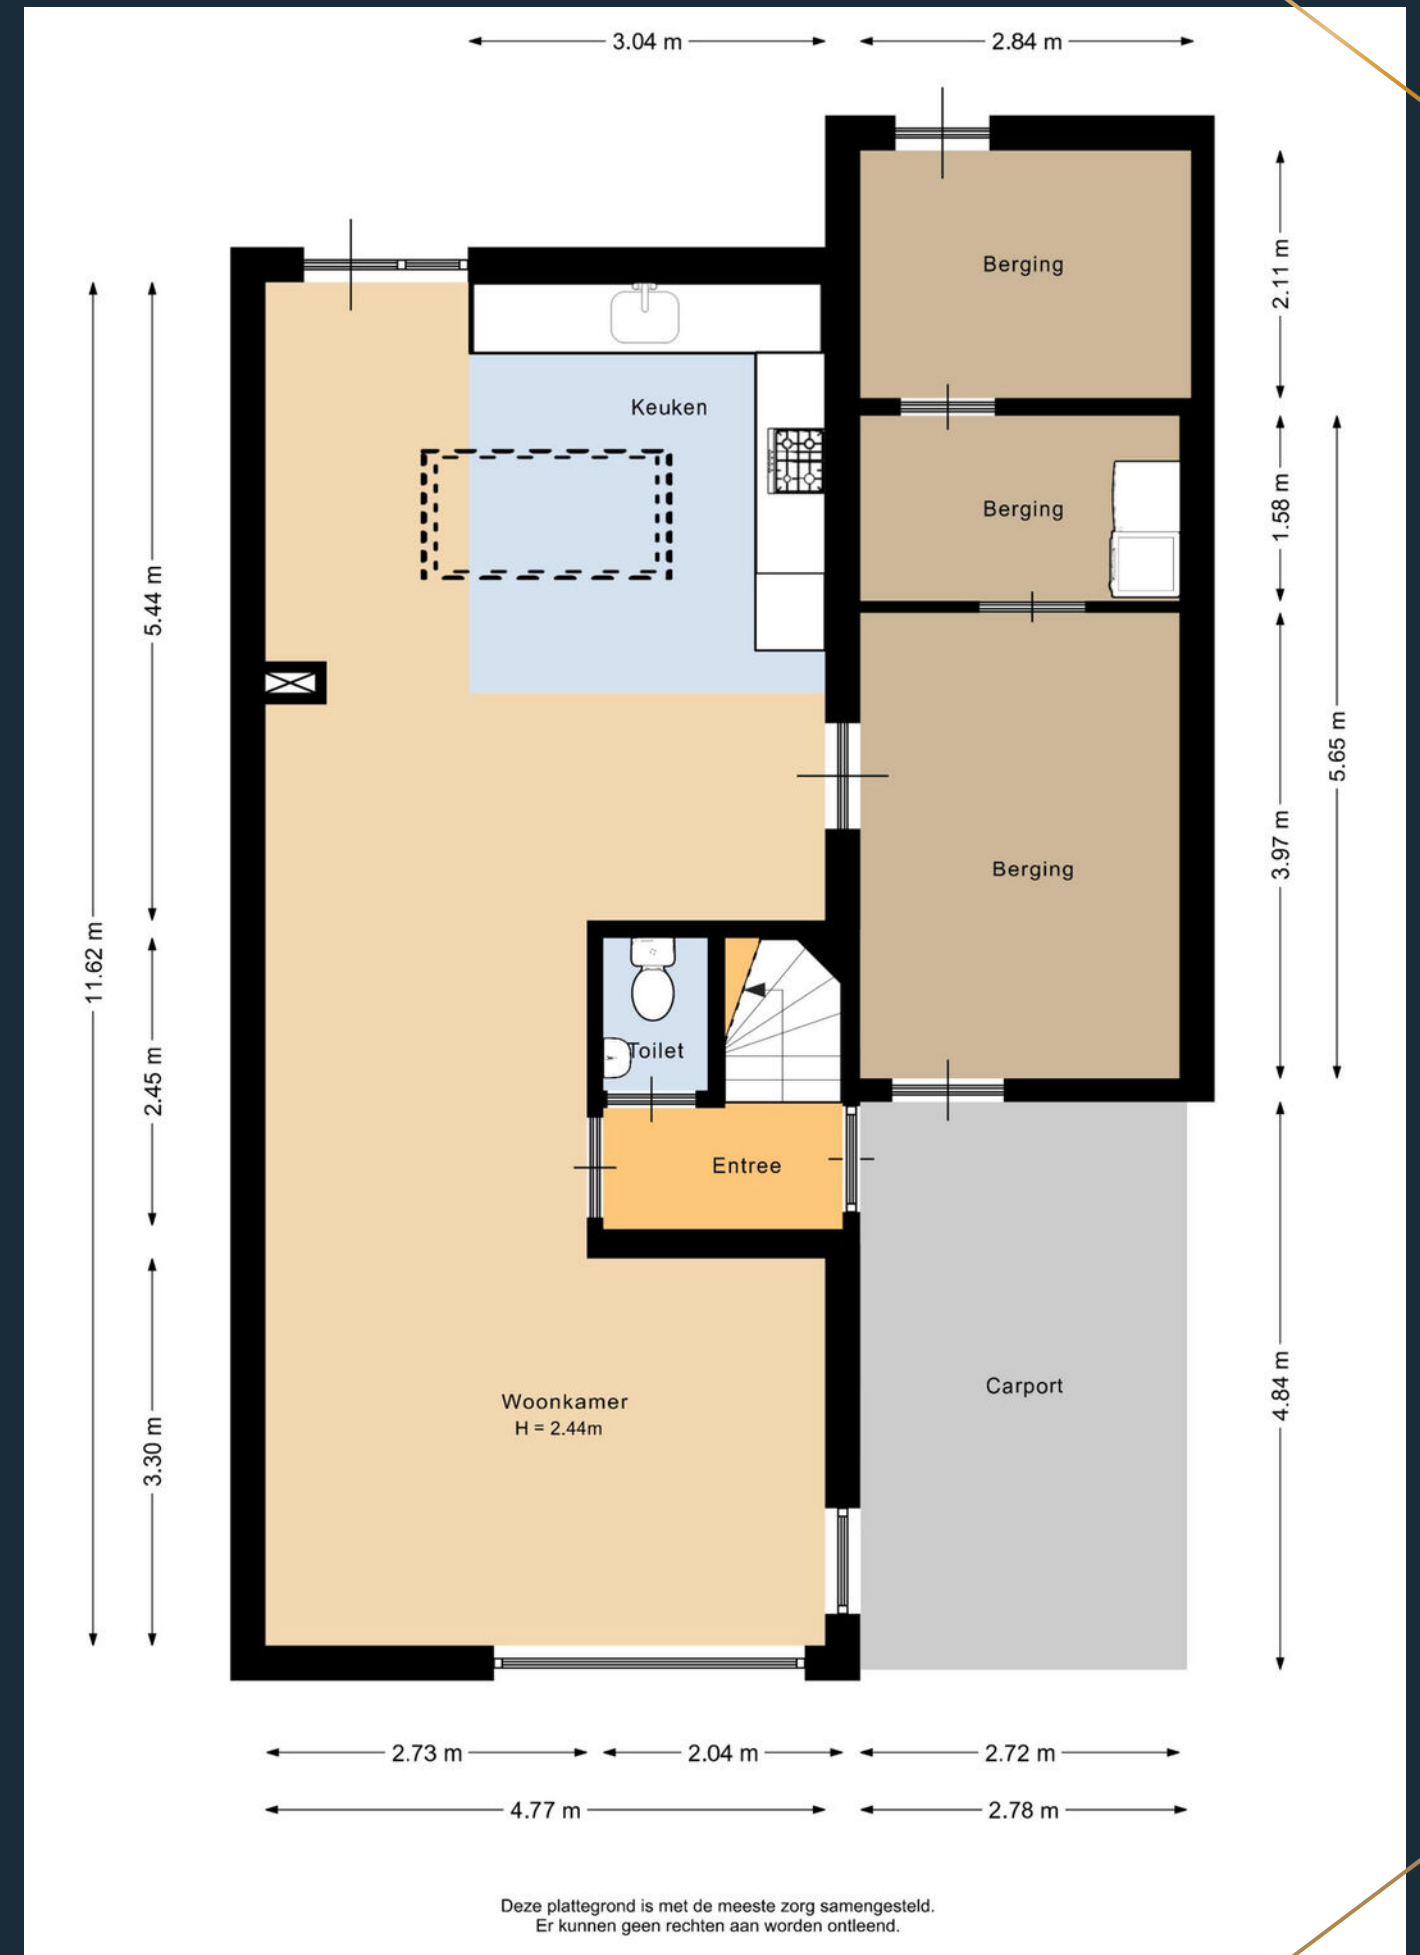 3.04 m
2.84 m
Berging
2.11 m
Keuken
Berging
1.58 m
5.44 m
5.65 m
3.97 m
Berging
11.62 m
2.45 m
Toilet
Entree
Carport
4.84 m
Woonkamer
H = 2.44m
3.30 m
2.73 m
2.04 m
2.72 m
4.77 m
2.78 m
Deze plattegrond is met de meeste zorg samengesteld.
Er kunnen geen rechten aan worden ontleend.